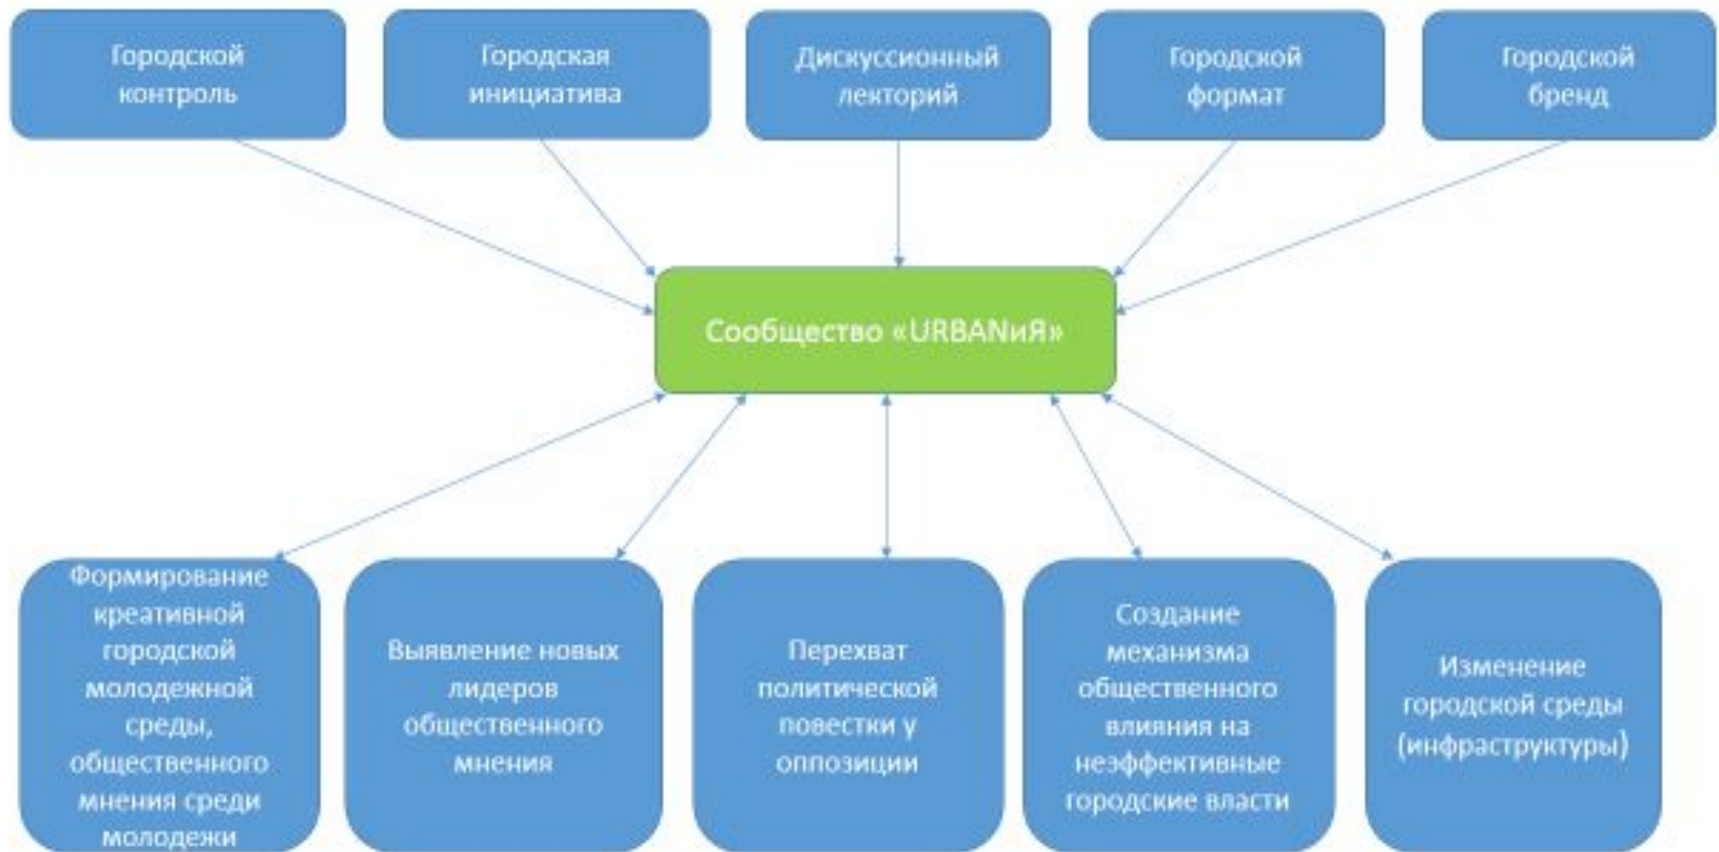 Городской
контроль
Городская
инициатива
Дискуссионный
лекторий
Городской
формат
Городской
бренд
Сообщество «URBANиЯ»
Формирование
креативной
городской
молодежной
среды,
общественного
мнения среди
молодежи
Выявление новых
лидеров
общественного
мнения
Перехват
политической
повестки у
оппозиции
Создание
механизма
общественного
влияния на
неэффективные
городские власти
Изменение
городской среды
(инфраструктуры)